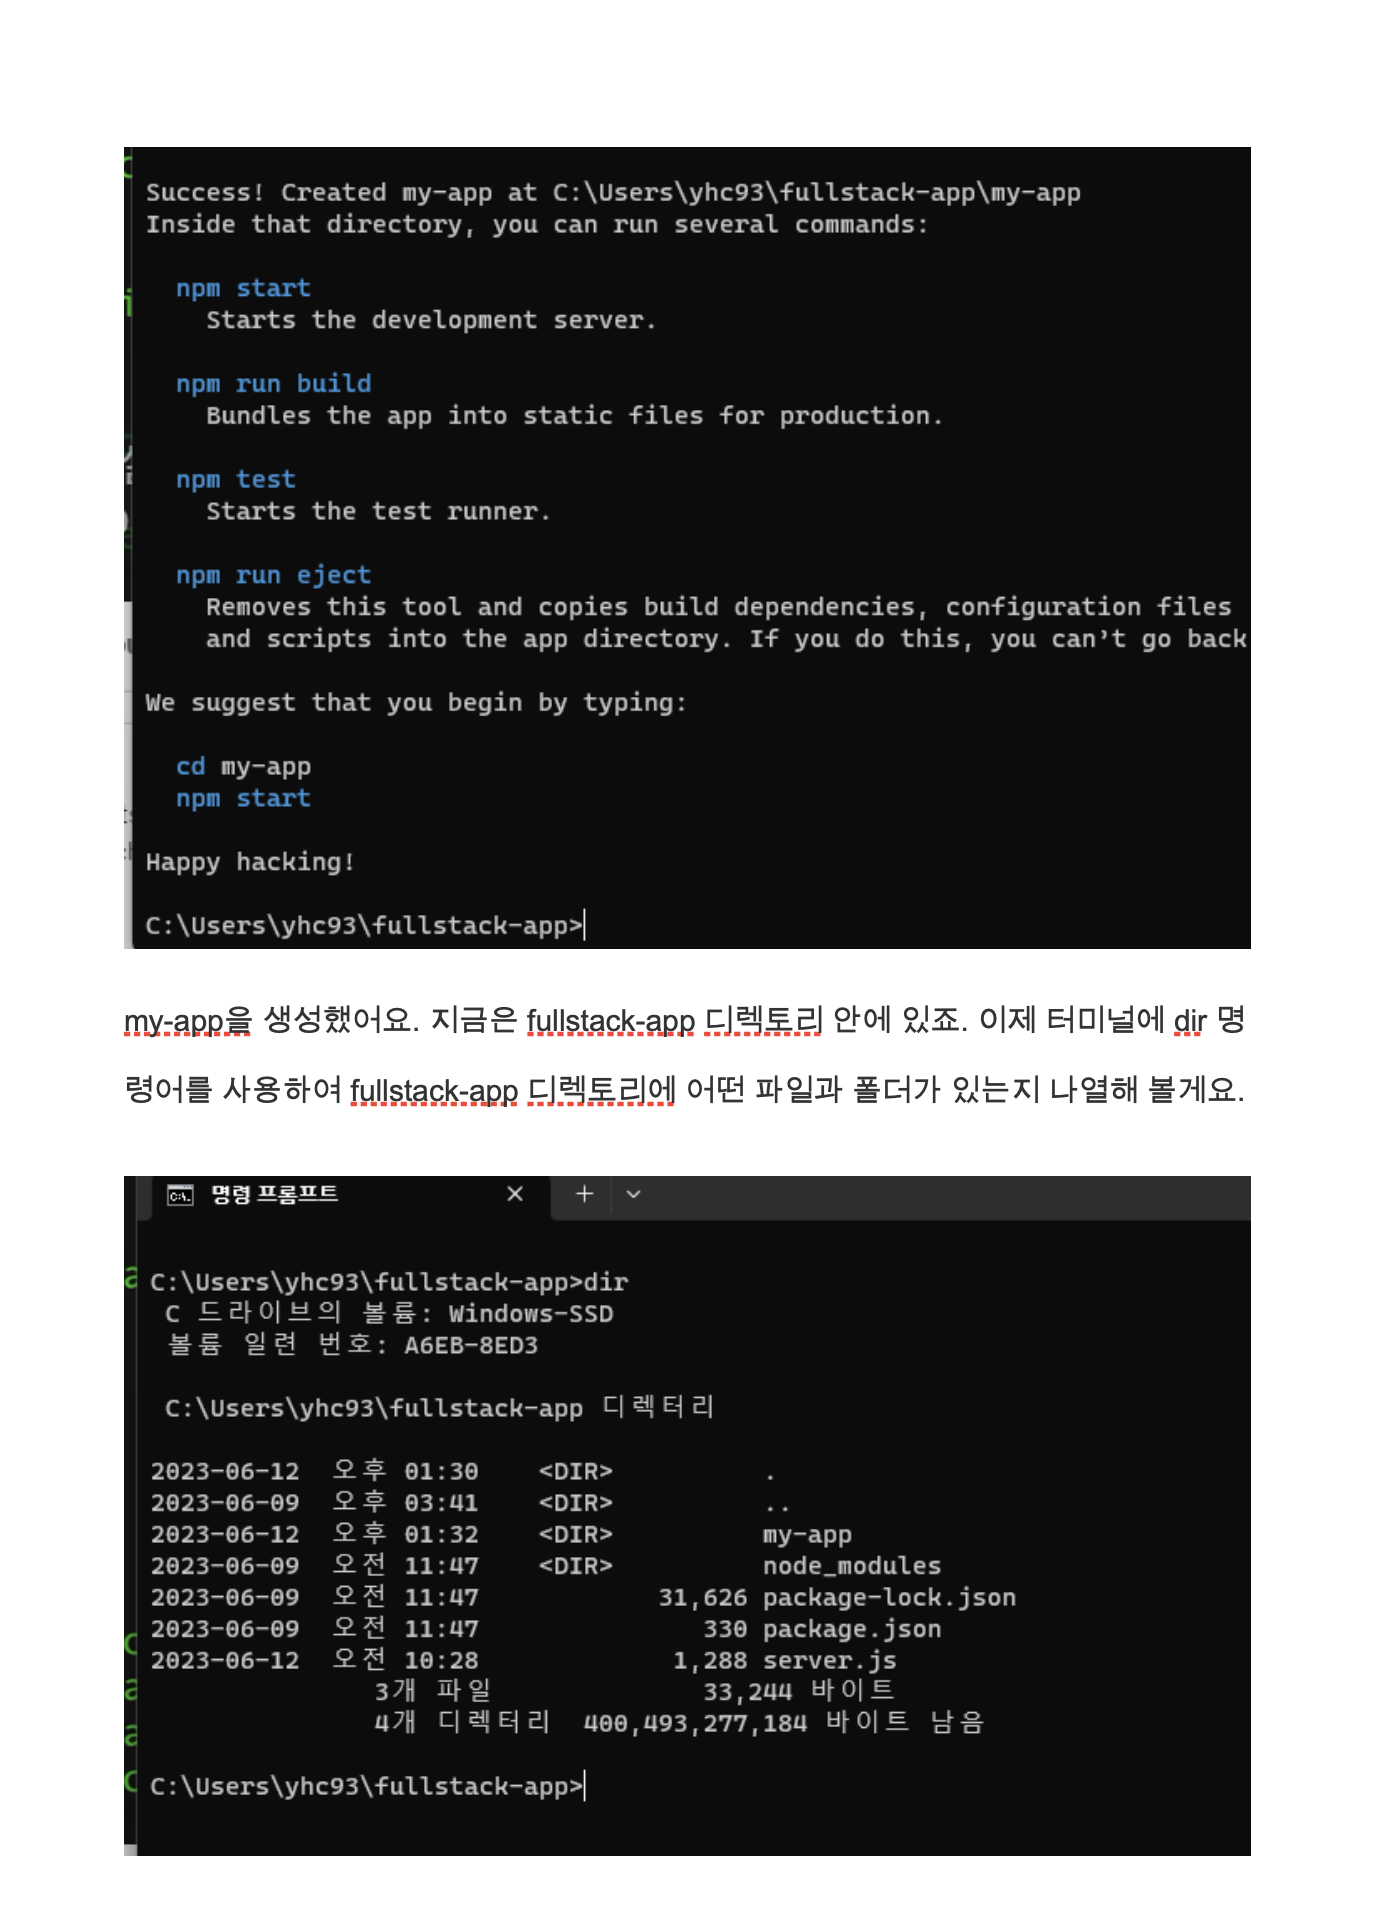 Success! Created my-app at C:\Users\yhc93\fullstack-app\my-app
Inside that directory, you can run several commands:
npm start
Starts the development server.
npm run build
Bundles the app into static files for production.
npm test
Starts the test runner.
npm run eject
Removes this tool and copies build dependencies, configuration files
and scripts into the app directory. If you do this, you can’t go back
We suggest that you begin by typing:
cd my-app
npm start
Happy hacking!
C:\Users\yhc93\fullstack-app>
my-app을 생성했어요. 지금은 fullstack-app 디렉토리 안에 있죠. 이제 터미널에 dir 명
령어를 사용하여 fullstack-app 디렉토리에 어떤 파일과 폴더가 있는지 나열해 볼게요.
명령 프롬프트
C:\Users\yhc93\fullstack-app>dir
C 드라이브의 볼륨: Windows-SSD
볼륨 일련 번호: A6EB-8ED3
C:\Users\yhc93\fullstack-app 디렉터리
2023-06-12 오후 01:30 <DIR> .
2023-06-09 오후 03:41 <DIR> ..
2023-06-12 오후 01:32 <DIR> my-app
2023-06-09 오전 11:47 <DIR> node_modules
2023-06-09 오전 11:47 31,626 package-lock.json
2023-06-09 오전 11:47 330 package.json
2023-06-12 오전 10:28 1,288 server.js
3개 파일 33,244 바이트
4개 디렉터리 400,493,277,184 바이트 남음
C:\Users\yhc93\fullstack-app>